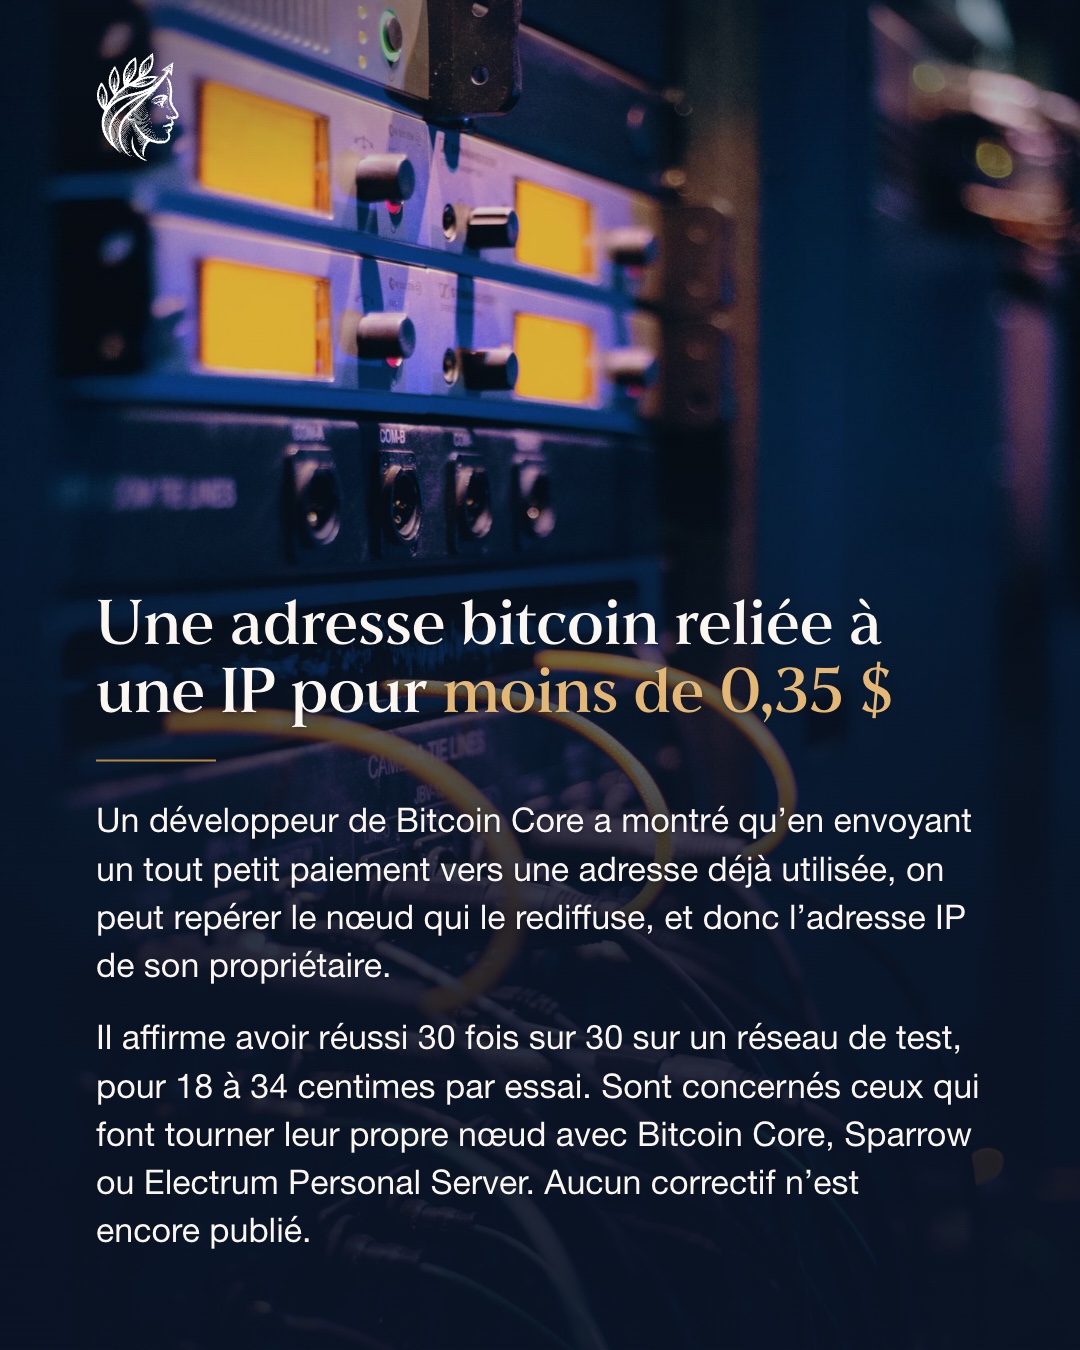 COM-B
Une adresse bitcoin reliée à
une IP pour moins de 0,35 $
Un développeur de Bitcoin Core a montré qu’en envoyant
un tout petit paiement vers une adresse déjà utilisée, on
peut repérer le nœud qui le rediffuse, et donc l’adresse IP
de son propriétaire.
Il affirme avoir réussi 30 fois sur 30 sur un réseau de test,
pour 18 à 34 centimes par essai. Sont concernés ceux qui
font tourner leur propre nœud avec Bitcoin Core, Sparrow
ou Electrum Personal Server. Aucun correctif n’est
encore publié.